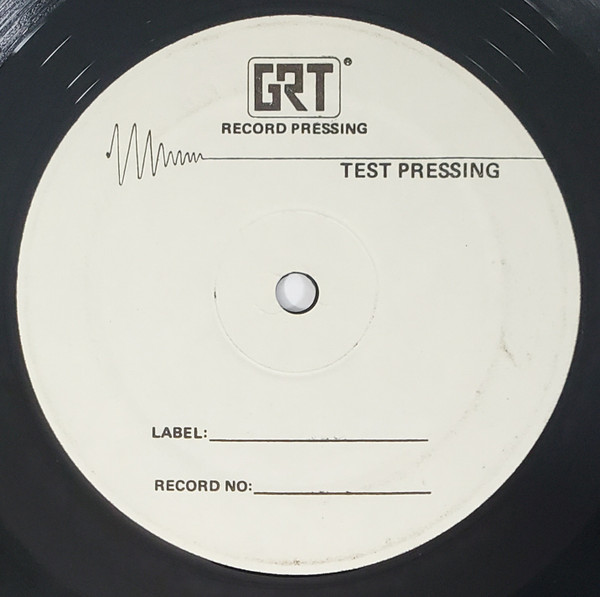 GRT®
RECORD PRESSING
TEST PRESSING
LABEL:
RECORD NO: